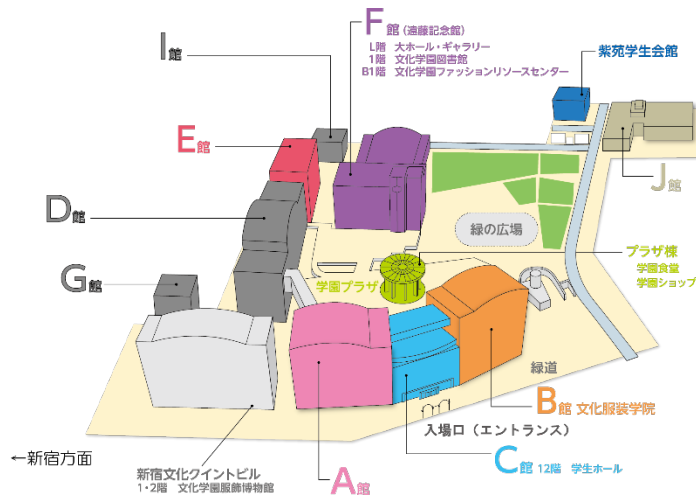 F館(遠藤記念館)
L階 大ホール・ギャラリー
1階 文化学園図書館
B1階 文化学園ファッションリソースセンター
I館
紫苑学生会館
E館
J館
D館
緑の広場
プラザ棟
学園食堂
学園ショップ
G館
学園プラザ
緑道
B館 文化服装学院
入場口（エントランス）
←新宿方面
C館 12階 学生ホール
新宿文化クイントビル
1・2階 文化学園服飾博物館
A館